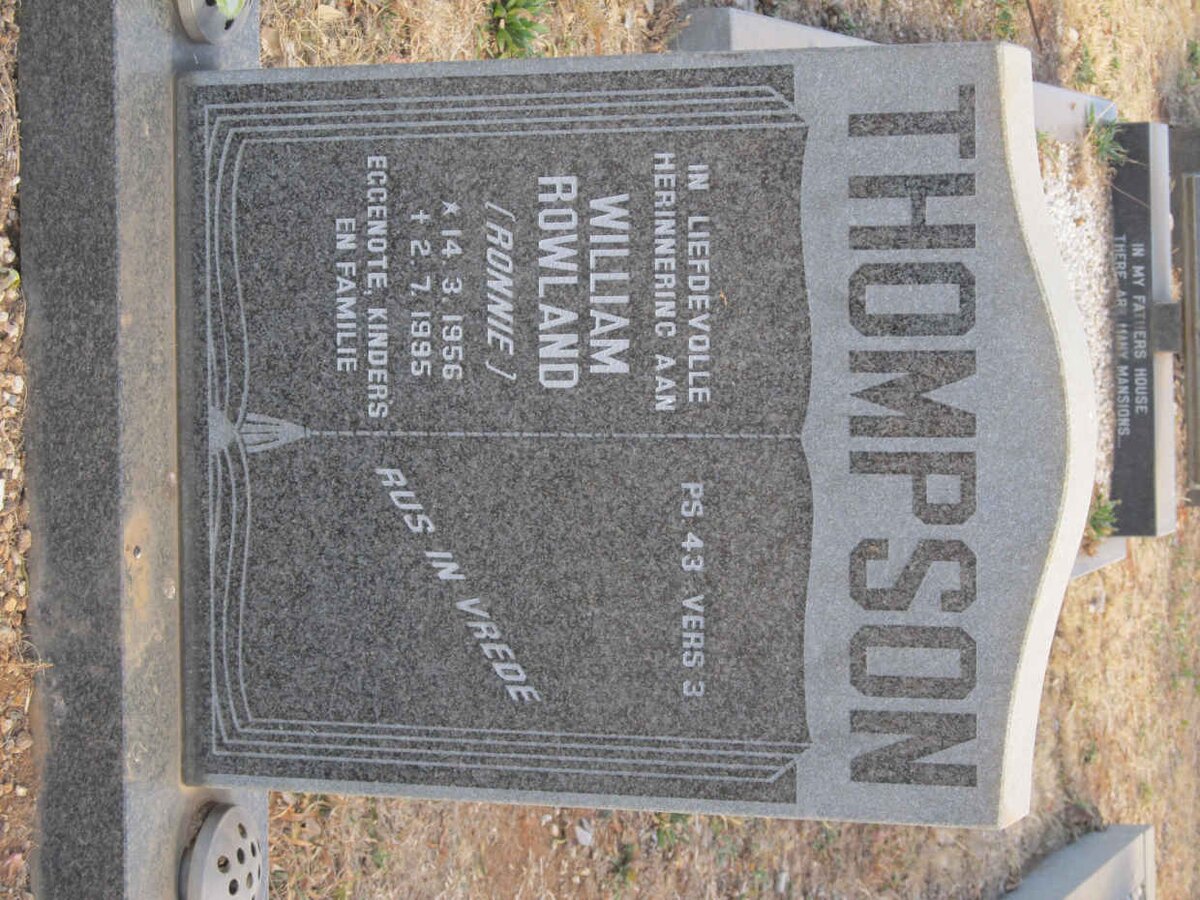 THOMPSON
IN LIEFDEVOLLE
HERINNERING AAN
WILLIAM
ROWLAND
(RONNIE)
* 14.3.1956
+ 2.7.1995
EGGENOTE, KINDERS
EN FAMILIE
PS. 43 VERS 3
RUS IN VREDE
IN MY FATHERS HOUSE
THERE AR MANY MANSIONS